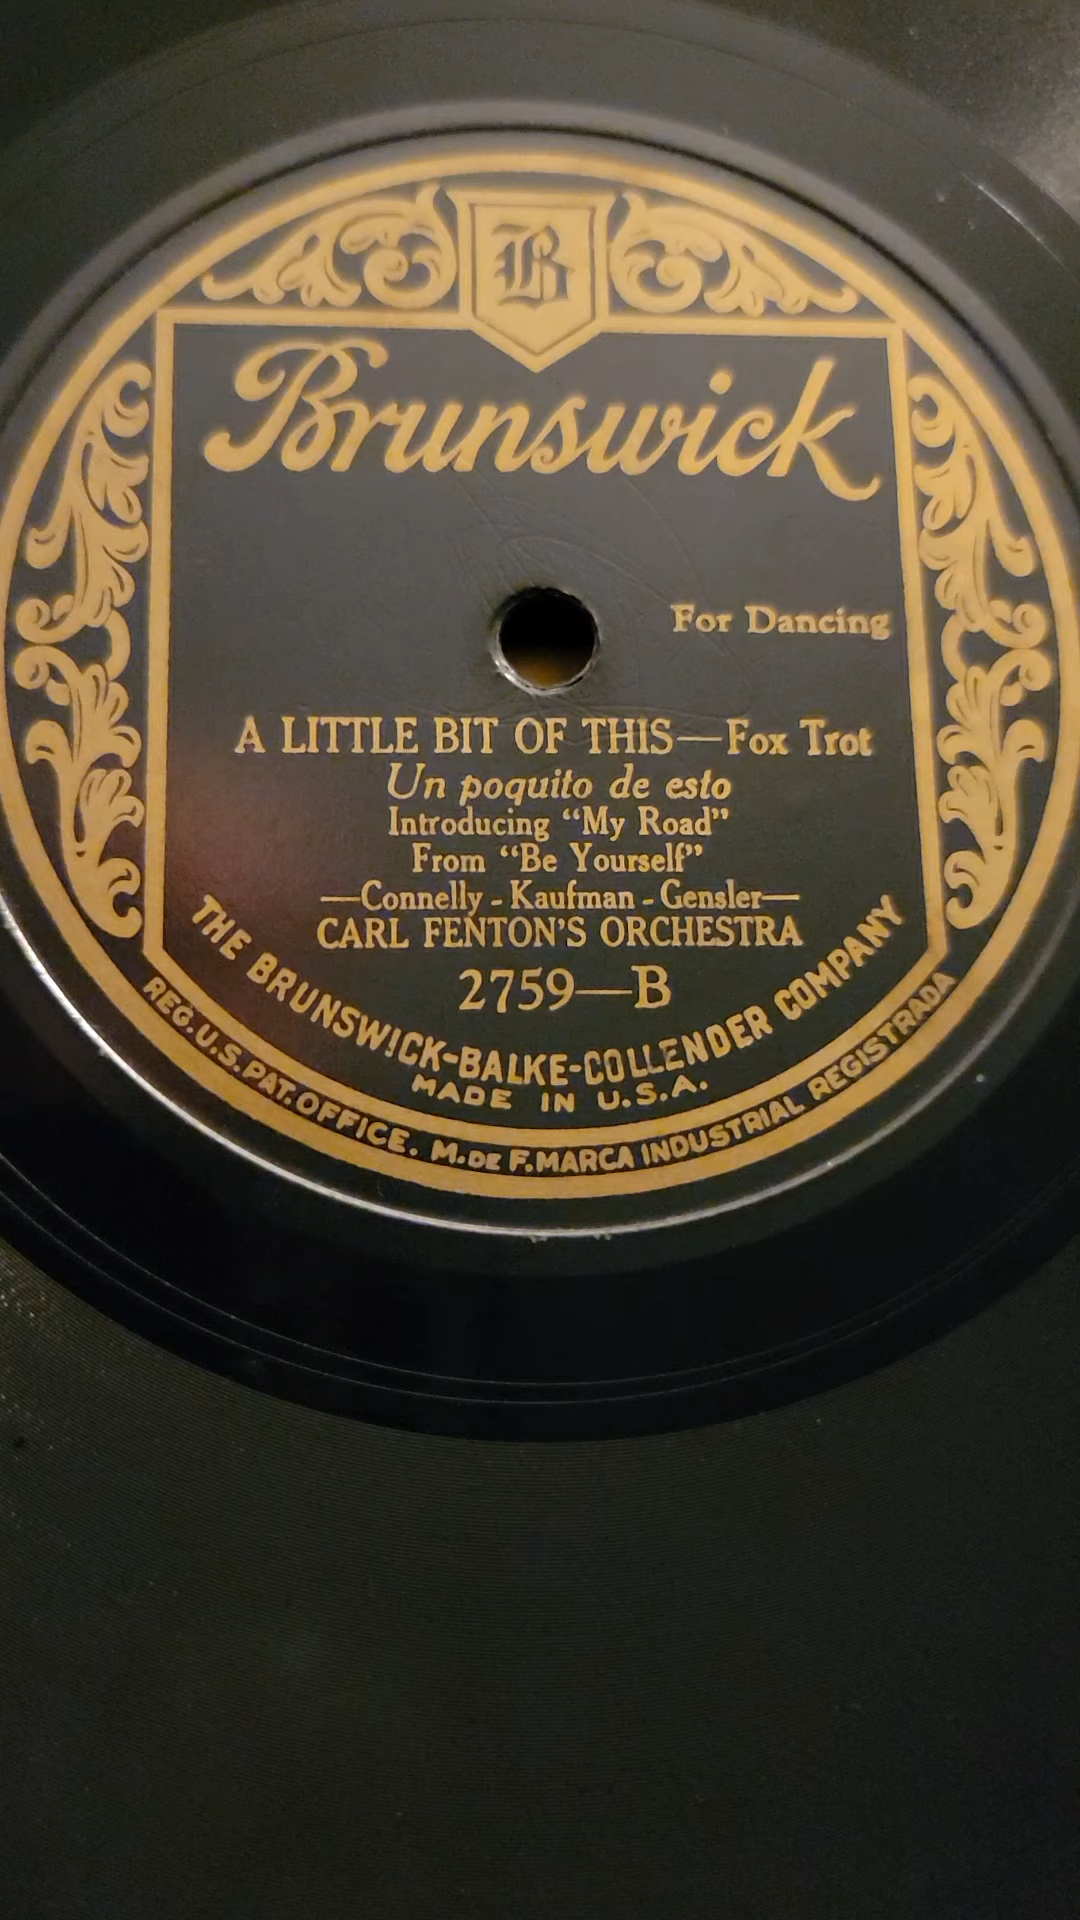 B
Brunswick
For Dancing
A LITTLE BIT OF THIS—Fox Trot
Un poquito de esto
Introducing “My Road”
From “Be Yourself”
—Connelly - Kaufman - Gensler—
CARL FENTON'S ORCHESTRA
2759—B
THE BRUNSWICK-BALKE-COLLENDER COMPANY
MADE IN U.S.A.
REG. U.S. PAT. OFFICE. M. DE F. MARCA INDUSTRIAL REGISTRADA